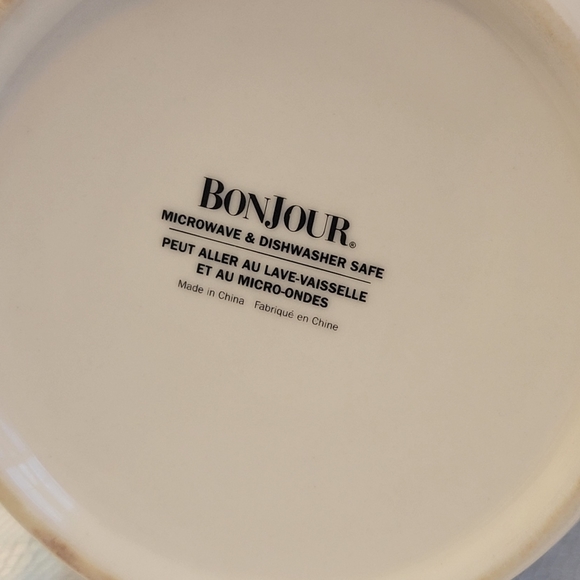 BONJOUR®
MICROWAVE & DISHWASHER SAFE
PEUT ALLER AU LAVE-VAISSELLE
ET AU MICRO-ONDES
Made in China Fabriqué en Chine